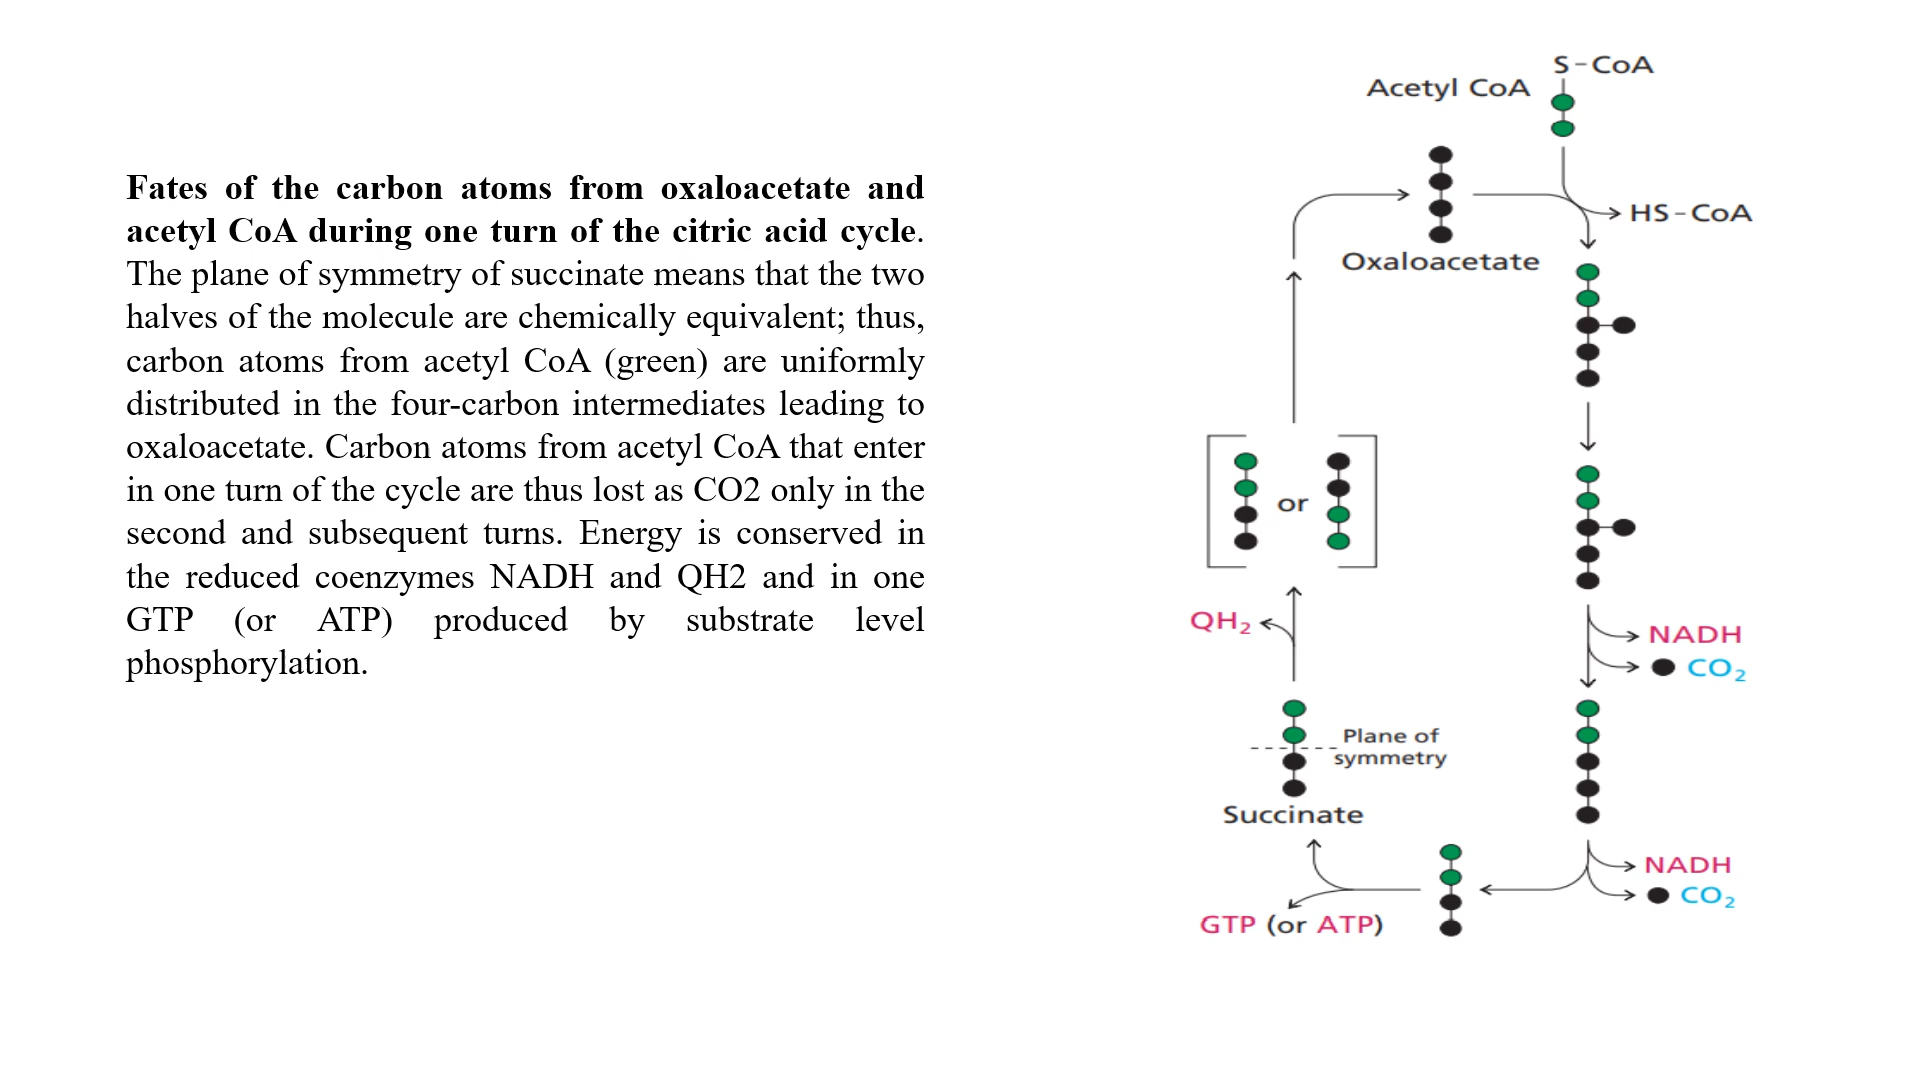 Fates of the carbon atoms from oxaloacetate and
acetyl CoA during one turn of the citric acid cycle.
The plane of symmetry of succinate means that the two
halves of the molecule are chemically equivalent; thus,
carbon atoms from acetyl CoA (green) are uniformly
distributed in the four-carbon intermediates leading to
oxaloacetate. Carbon atoms from acetyl CoA that enter
in one turn of the cycle are thus lost as CO2 only in the
second and subsequent turns. Energy is conserved in
the reduced coenzymes NADH and QH2 and in one
GTP (or ATP) produced by substrate level
phosphorylation.
S-CoA
Acetyl CoA
HS-CoA
Oxaloacetate
or
QH₂
NADH
CO₂
Plane of
symmetry
Succinate
NADH
CO₂
GTP (or ATP)